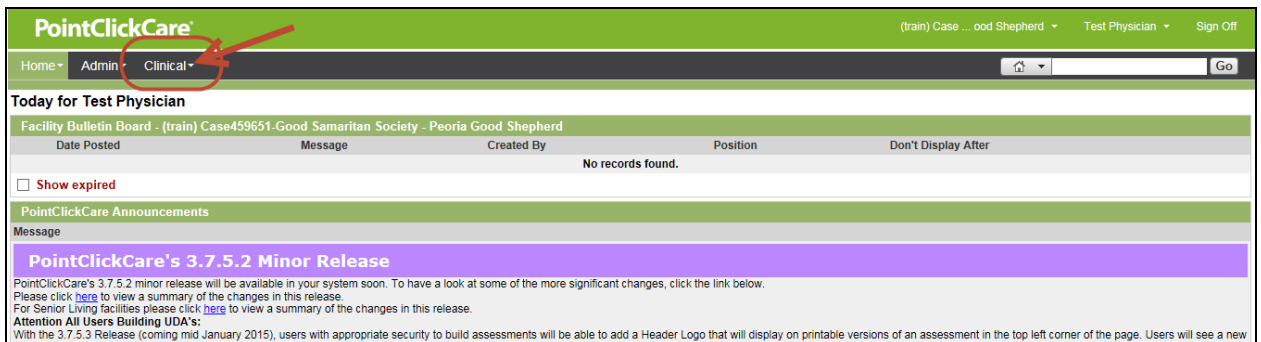 PointClickCare®
(train) Case ... ood Shepherd Test Physician Sign Off
Home Admin Clinical Go
Today for Test Physician
Facility Bulletin Board - (train) Case459651-Good Samaritan Society - Peoria Good Shepherd
Date Posted Message Created By Position Don't Display After
No records found.
Show expired
PointClickCare Announcements
Message
PointClickCare's 3.7.5.2 Minor Release
PointClickCare's 3.7.5.2 minor release will be available in your system soon. To have a look at some of the more significant changes, click the link below.
Please click here to view a summary of the changes in this release.
For Senior Living facilities please click here to view a summary of the changes in this release.
Attention All Users Building UDA's:
With the 3.7.5.3 Release (coming mid January 2015), users with appropriate security to build assessments will be able to add a Header Logo that will display on printable versions of an assessment in the top left corner of the page. Users will see a new